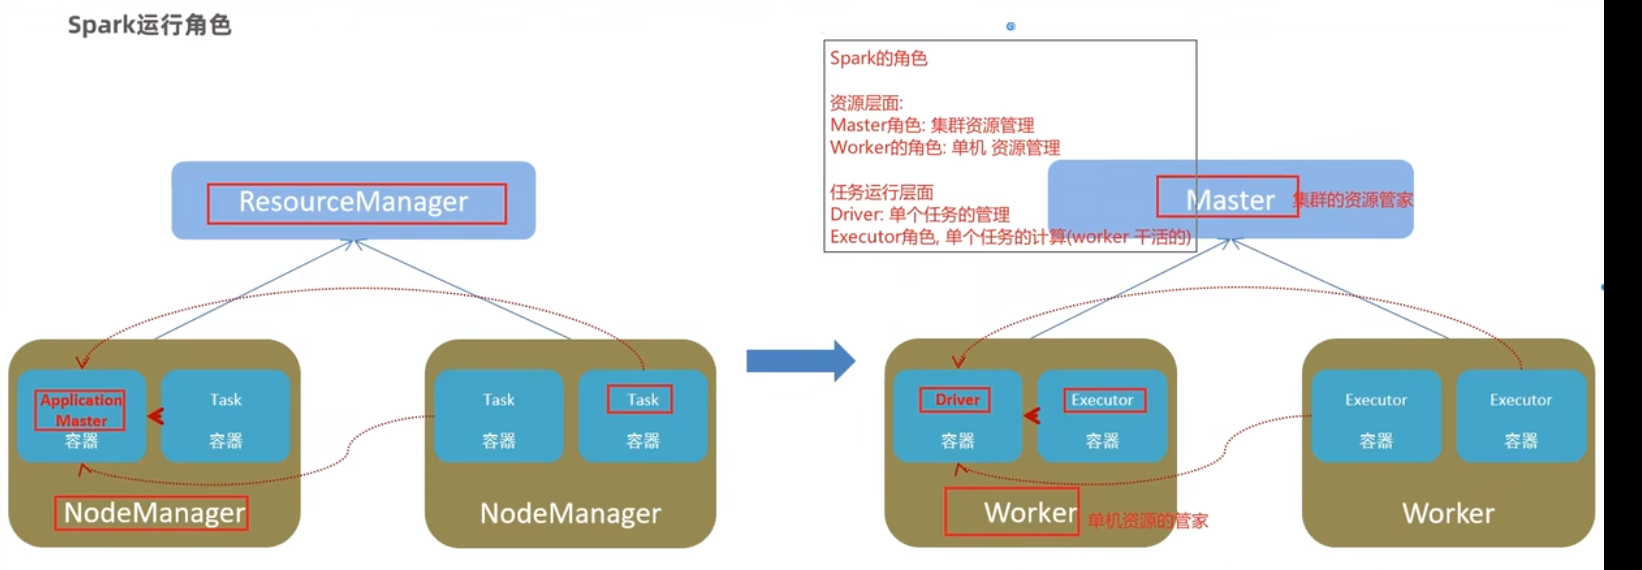 Spark运行角色
ResourceManager
Application
Master
容器
Task
容器
NodeManager
Task
容器
Task
容器
NodeManager
Spark的角色
资源层面:
Master角色: 集群资源管理
Worker的角色: 单机 资源管理
任务运行层面
Driver: 单个任务的管理
Executor角色, 单个任务的计算(worker 干活的)
Master
集群的资源管家
Driver
容器
Executor
容器
Worker
单机资源的管家
Executor
容器
Executor
容器
Worker